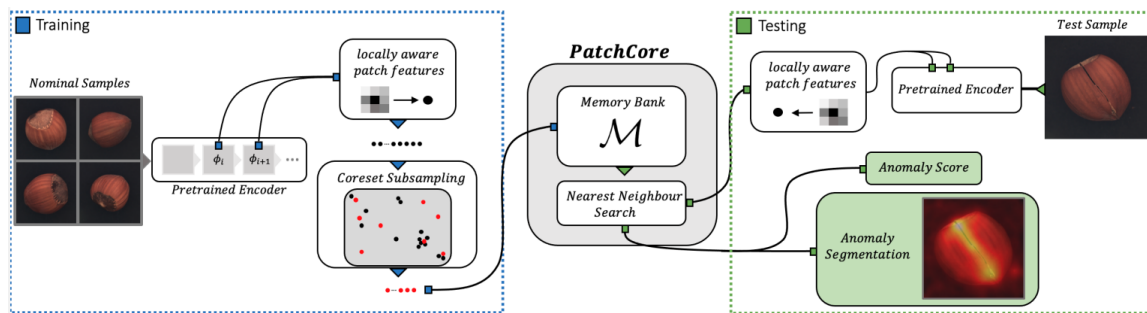 Training
Nominal Samples
ϕi
ϕi+1
Pretrained Encoder
locally aware
patch features
Coreset Subsampling
PatchCore
Memory Bank
ℳ
Nearest Neighbour
Search
Testing
locally aware
patch features
Pretrained Encoder
Test Sample
Anomaly Score
Anomaly
Segmentation